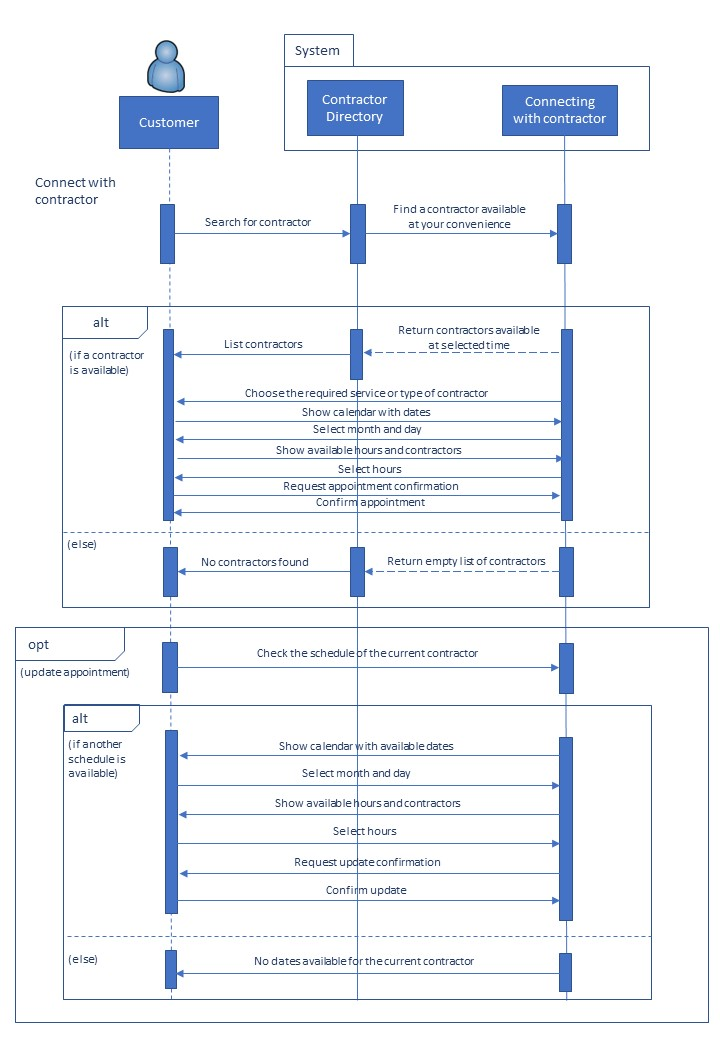 System
Customer
Contractor
Directory
Connecting
with contractor
Connect with
contractor
Search for contractor
Find a contractor available
at your convenience
alt
(if a contractor
is available)
List contractors
Return contractors available
at selected time
Choose the required service or type of contractor
Show calendar with dates
Select month and day
Show available hours and contractors
Select hours
Request appointment confirmation
Confirm appointment
(else)
No contractors found
Return empty list of contractors
opt
(update appointment)
Check the schedule of the current contractor
alt
(if another
schedule is
available)
Show calendar with available dates
Select month and day
Show available hours and contractors
Select hours
Request update confirmation
Confirm update
(else)
No dates available for the current contractor